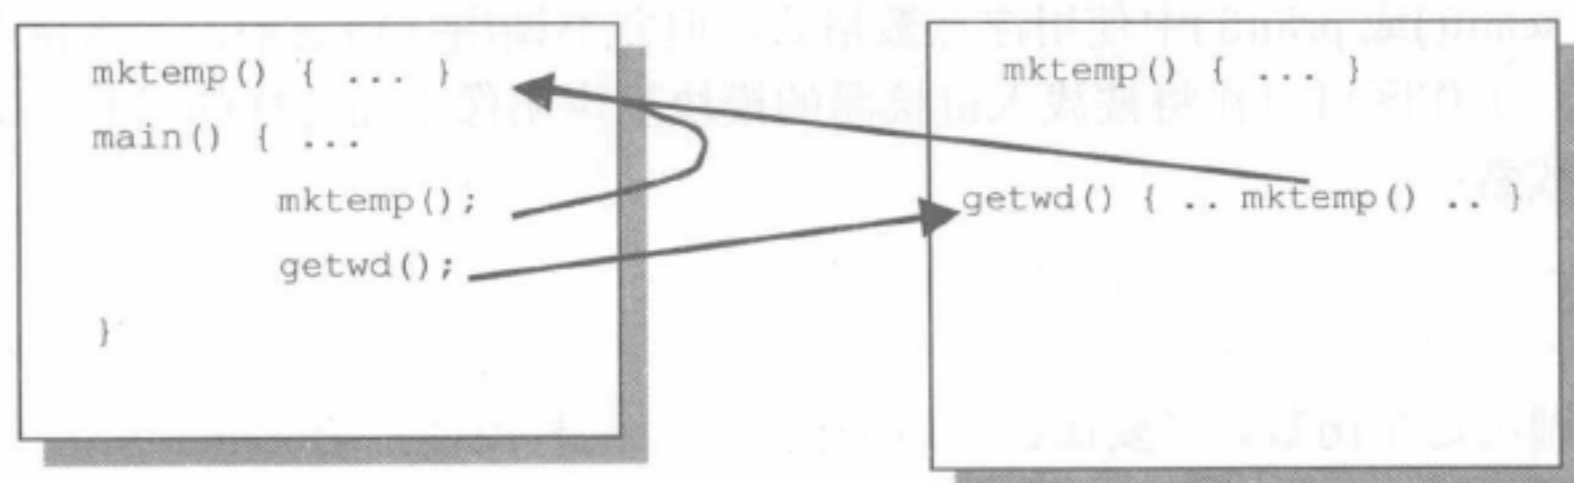 mktemp() { ... }
main() { ...
mktemp();
getwd();
}
mktemp() { ... }
getwd() { .. mktemp() .. }